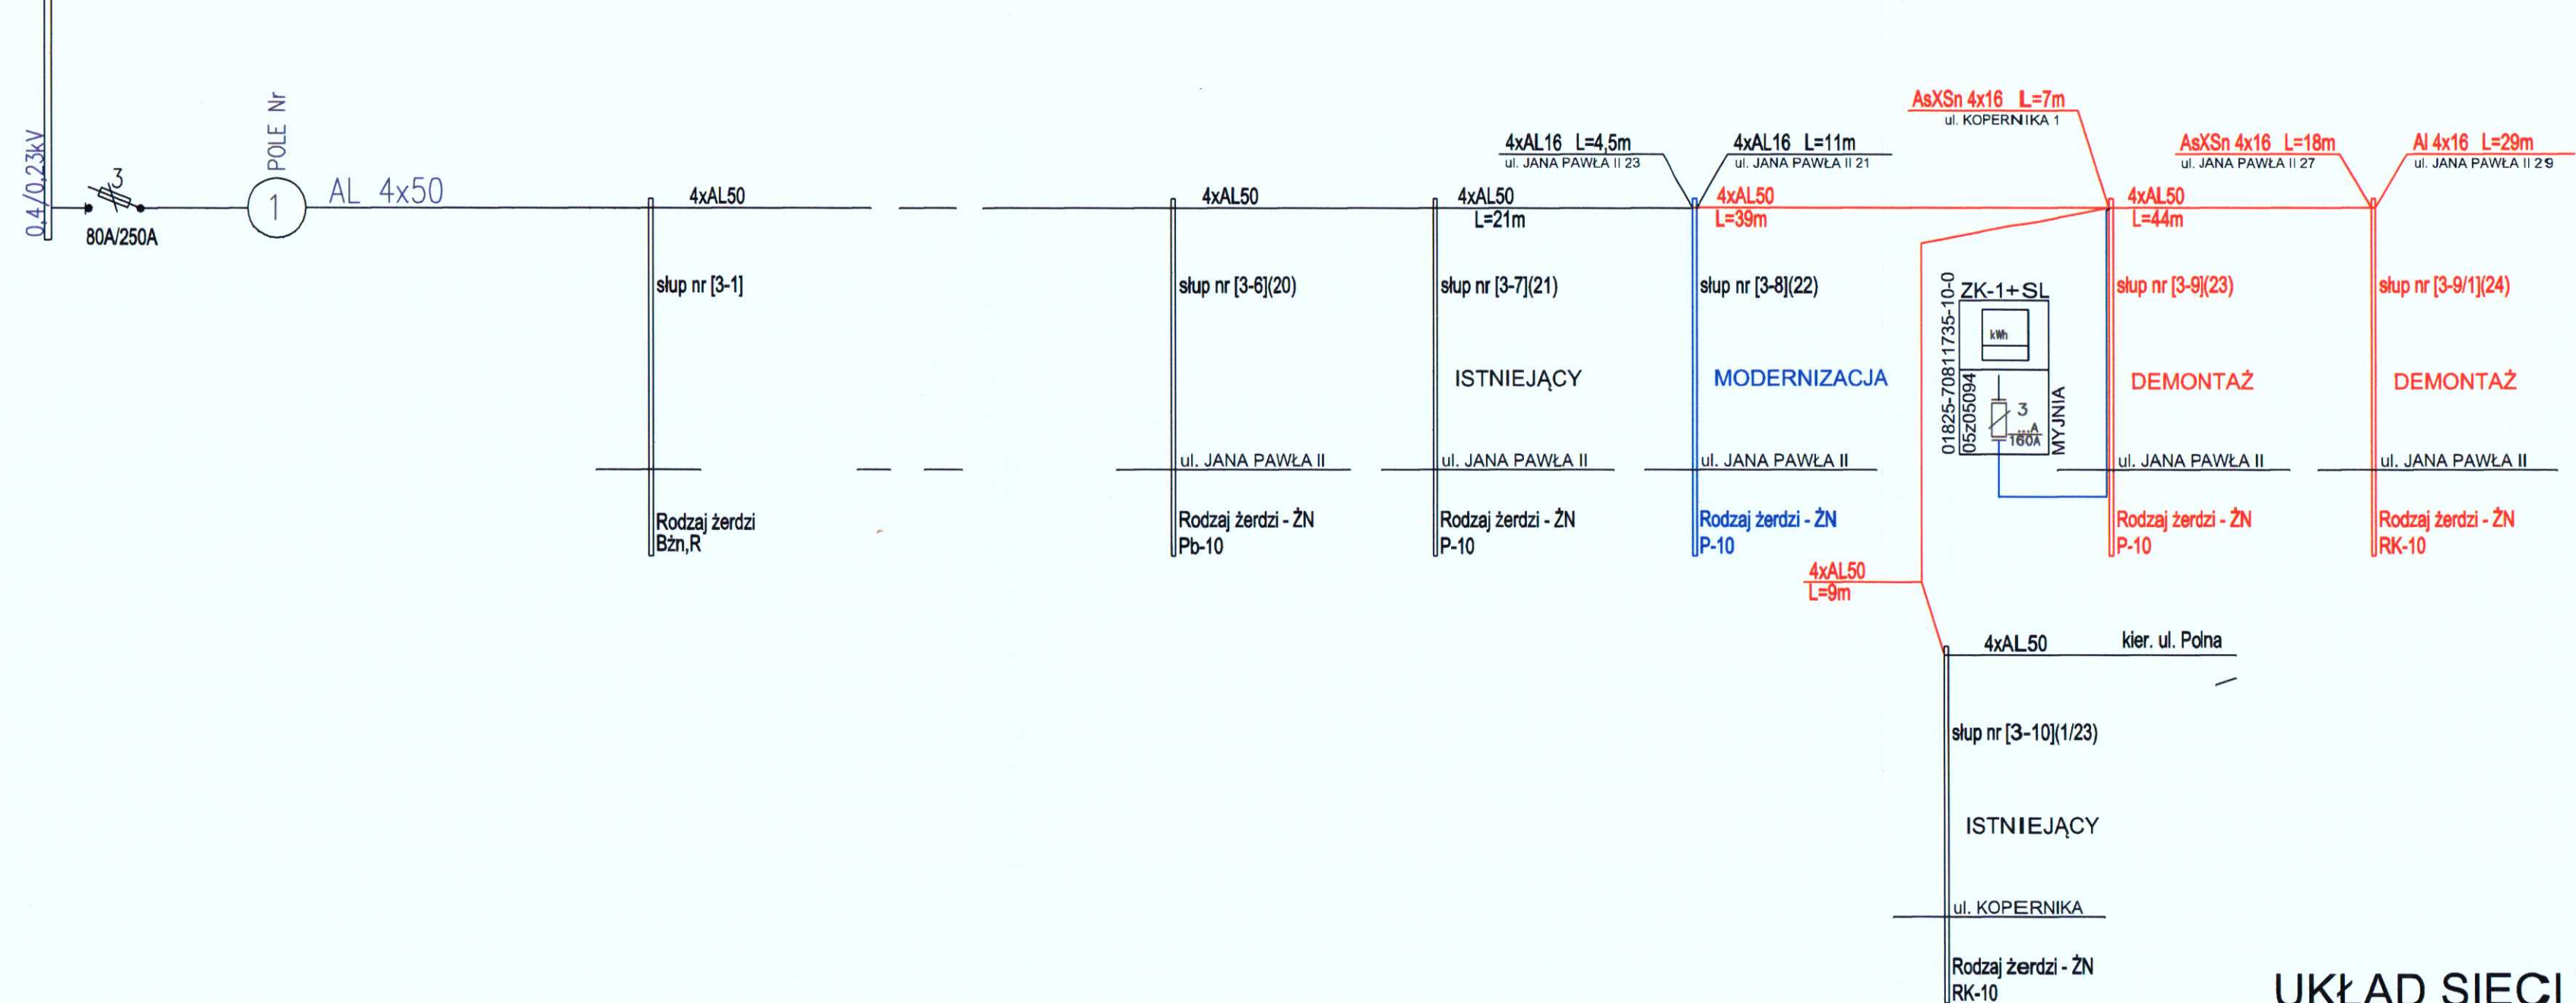 0,4/0,23kV
3
80A/250A
POLE Nr
1
AL 4x50
4xAL50
słup nr [3-1]
Rodzaj żerdzi
Bżn,R
4xAL50
słup nr [3-6](20)
ul. JANA PAWŁA II
Rodzaj żerdzi - ŻN
Pb-10
4xAL50
L=21m
słup nr [3-7](21)
ISTNIEJĄCY
ul. JANA PAWŁA II
Rodzaj żerdzi - ŻN
P-10
4xAL16 L=4,5m
ul. JANA PAWŁA II 23
4xAL16 L=11m
ul. JANA PAWŁA II 21
4xAL50
L=39m
słup nr [3-8](22)
MODERNIZACJA
ul. JANA PAWŁA II
Rodzaj żerdzi - ŻN
P-10
AsXSn 4x16 L=7m
ul. KOPERNIKA 1
01825-70811735-10-0
ZK-1+SL
kWh
05z05094
3
...A
160A
MYJNIA
4xAL50
L=44m
słup nr [3-9](23)
DEMONTAŻ
ul. JANA PAWŁA II
Rodzaj żerdzi - ŻN
P-10
AsXSn 4x16 L=18m
ul. JANA PAWŁA II 27
Al 4x16 L=29m
ul. JANA PAWŁA II 29
słup nr [3-9/1](24)
DEMONTAŻ
ul. JANA PAWŁA II
Rodzaj żerdzi - ŻN
RK-10
4xAL50
L=9m
4xAL50
kier. ul. Polna
słup nr [3-10](1/23)
ISTNIEJĄCY
ul. KOPERNIKA
Rodzaj żerdzi - ŻN
RK-10
UKŁAD SIECI